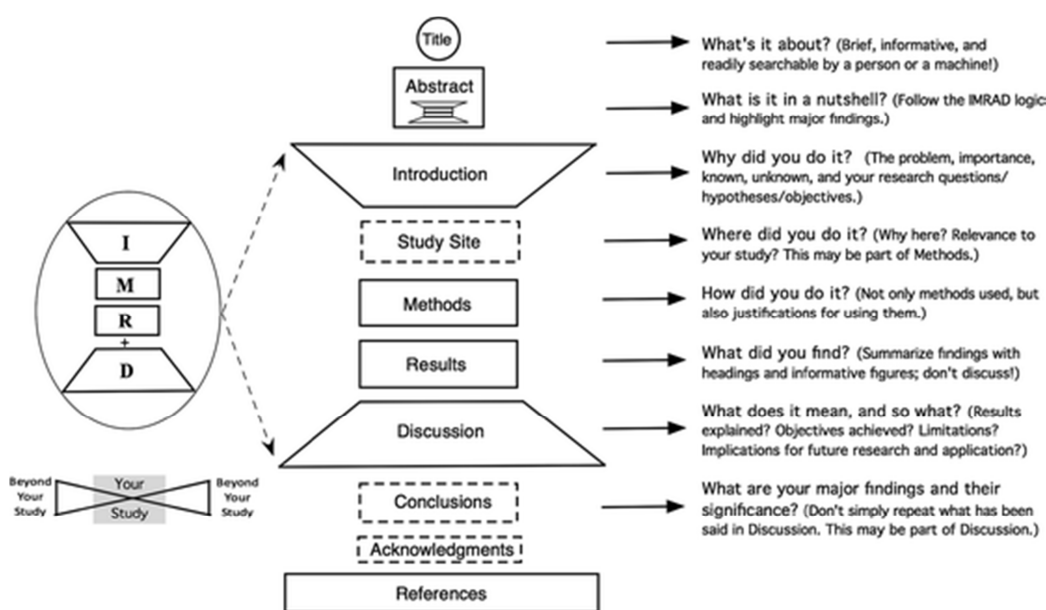 Title
What's it about? (Brief, informative, and
readily searchable by a person or a machine!)
Abstract
What is it in a nutshell? (Follow the IMRAD logic
and highlight major findings.)
Introduction
Why did you do it? (The problem, importance,
known, unknown, and your research questions/
hypotheses/objectives.)
Study Site
Where did you do it? (Why here? Relevance to
your study? This may be part of Methods.)
Methods
How did you do it? (Not only methods used, but
also justifications for using them.)
Results
What did you find? (Summarize findings with
headings and informative figures; don't discuss!)
Discussion
What does it mean, and so what? (Results
explained? Objectives achieved? Limitations?
Implications for future research and application?)
Conclusions
What are your major findings and their
significance? (Don't simply repeat what has been
said in Discussion. This may be part of Discussion.)
Acknowledgments
References
I
M
R
+
D
Beyond
Your
Study
Your
Study
Beyond
Your
Study